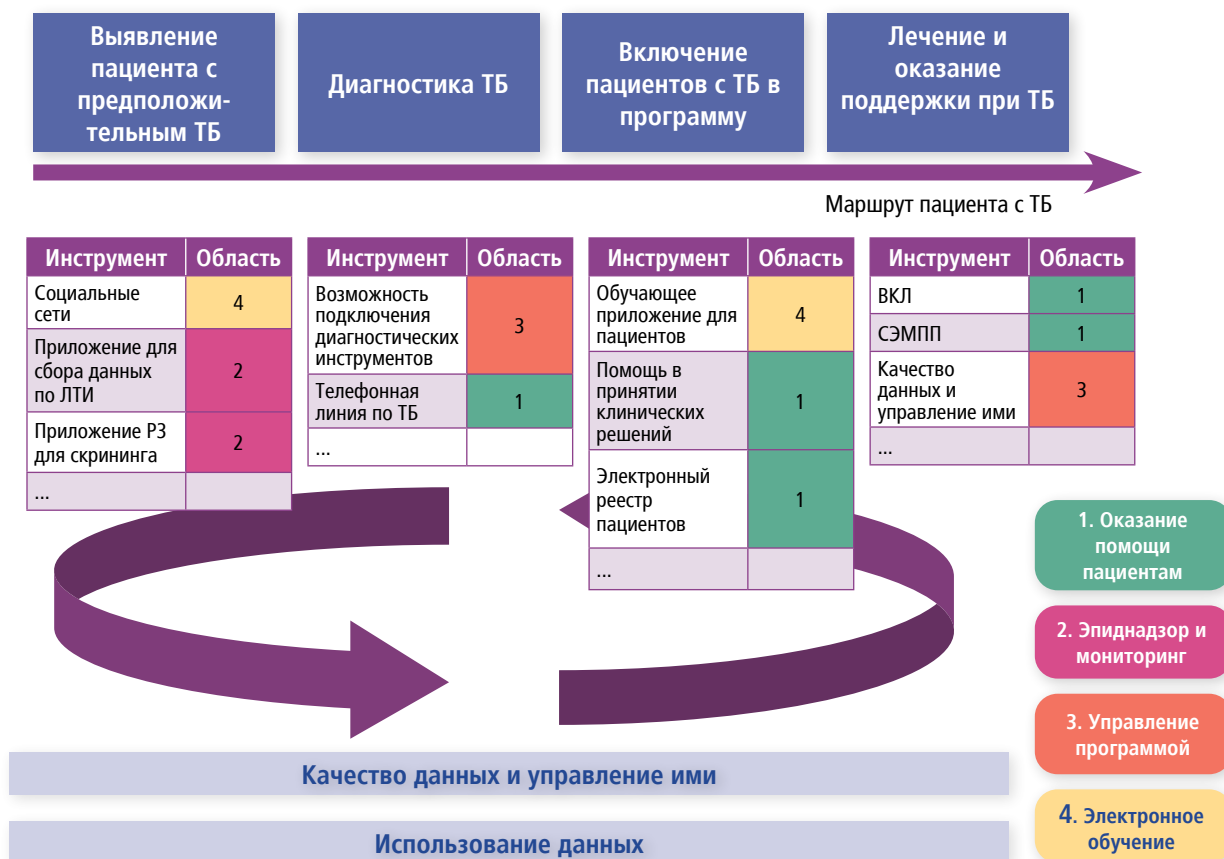 Выявление
пациента с
предположи-
тельным ТБ
Диагностика ТБ
Включение
пациентов с ТБ в
программу
Лечение и
оказание
поддержки при ТБ
Маршрут пациента с ТБ
Инструмент Область
Социальные
сети
4
Приложение для
сбора данных
по ЛТИ
2
Приложение РЗ
для скрининга
2
...
Инструмент Область
Возможность
подключения
диагностических
инструментов
3
Телефонная
линия по ТБ
1
...
Инструмент Область
Обучающее
приложение для
пациентов
4
Помощь в
принятии
клинических
решений
1
Электронный
реестр
пациентов
1
...
Инструмент Область
ВКЛ 1
СЭМПП 1
Качество
данных и
управление ими
3
...
1. Оказание
помощи
пациентам
2. Эпиднадзор и
мониторинг
3. Управление
программой
4. Электронное
обучение
Качество данных и управление ими
Использование данных